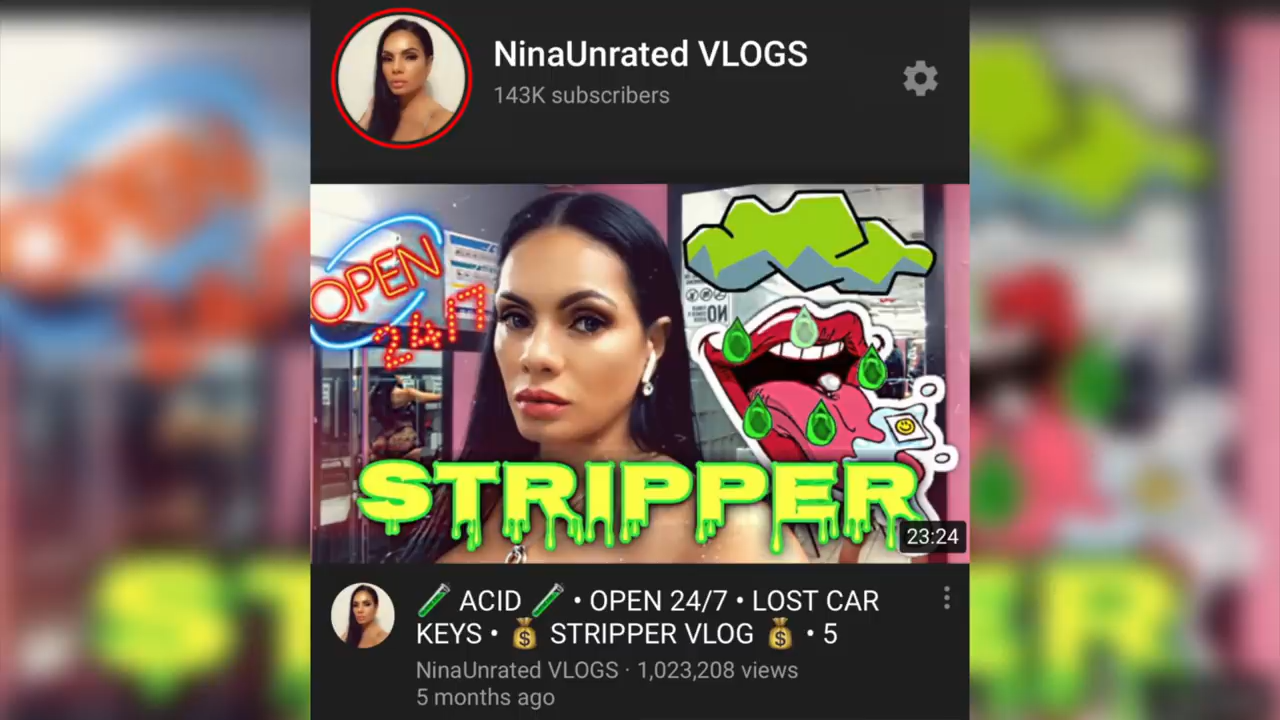 NinaUnrated VLOGS
143K subscribers
OPEN
24/7
STRIPPER
23:24
🧪 ACID 🧪 • OPEN 24/7 • LOST CAR
KEYS • 💰 STRIPPER VLOG 💰 • 5
NinaUnrated VLOGS · 1,023,208 views
5 months ago